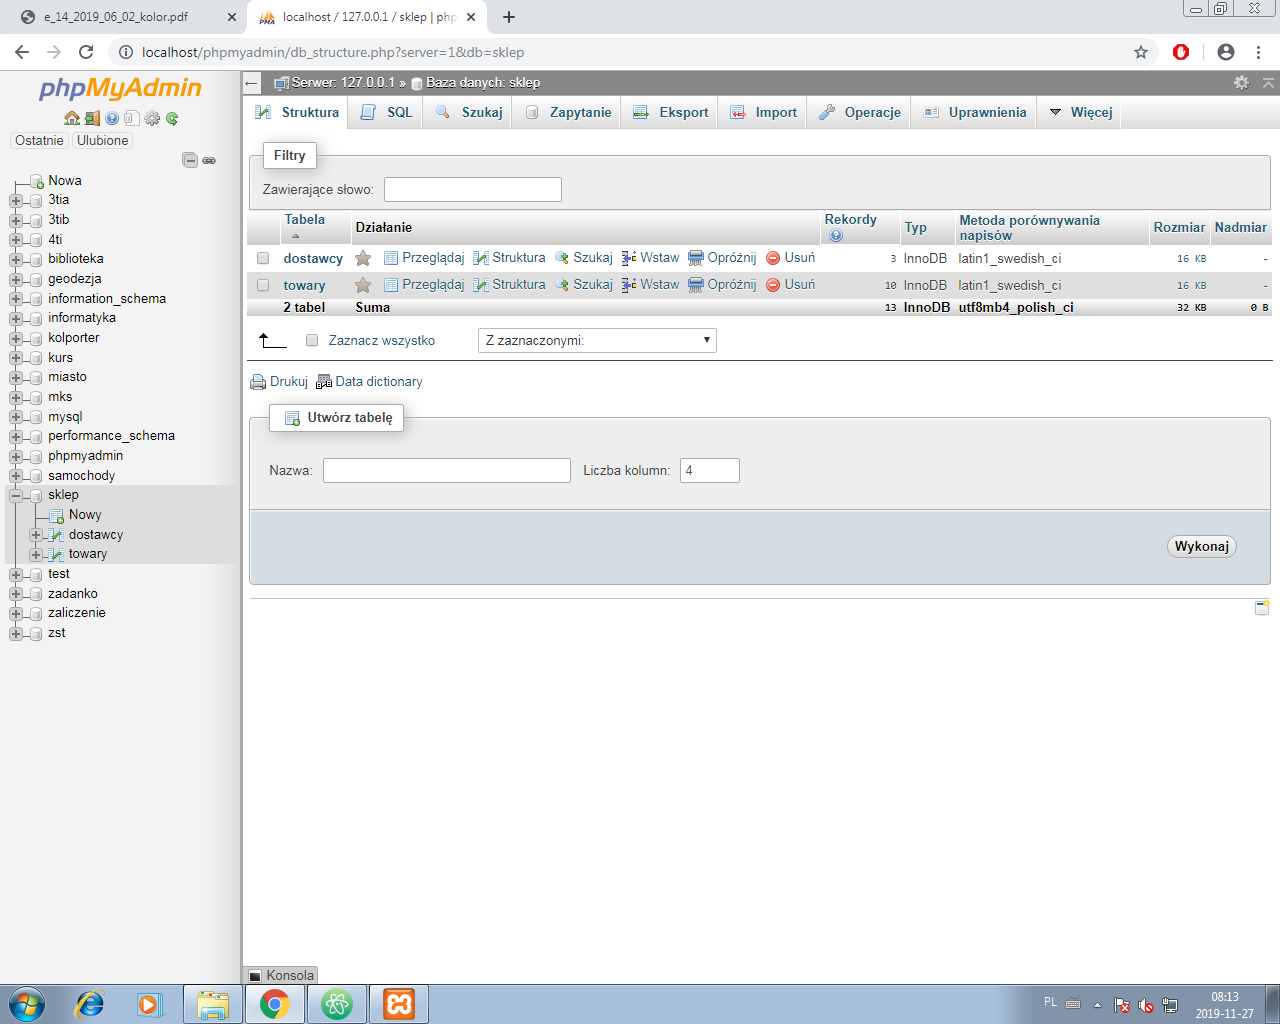 e_14_2019_06_02_kolor.pdf
localhost / 127.0.0.1 / sklep | php
localhost/phpmyadmin/db_structure.php?server=1&db=sklep
phpMyAdmin
Ostatnie Ulubione
Nowa
3tia
3tib
4ti
biblioteka
geodezja
information_schema
informatyka
kolporter
kurs
miasto
mks
mysql
performance_schema
phpmyadmin
samochody
sklep
Nowy
dostawcy
towary
test
zadanko
zaliczenie
zst
Serwer: 127.0.0.1 » Baza danych: sklep
Struktura SQL Szukaj Zapytanie Eksport Import Operacje Uprawnienia Więcej
Filtry
Zawierające słowo:
Tabela Działanie Rekordy Typ Metoda porównywania napisów Rozmiar Nadmiar
dostawcy Przeglądaj Struktura Szukaj Wstaw Opróżnij Usuń 3 InnoDB latin1_swedish_ci 16 KB -
towary Przeglądaj Struktura Szukaj Wstaw Opróżnij Usuń 10 InnoDB latin1_swedish_ci 16 KB -
2 tabel Suma 13 InnoDB utf8mb4_polish_ci 32 KB 0 B
Zaznacz wszystko Z zaznaczonymi:
Drukuj Data dictionary
Utwórz tabelę
Nazwa: Liczba kolumn: 4
Wykonaj
Konsola
PL
08:13
2019-11-27